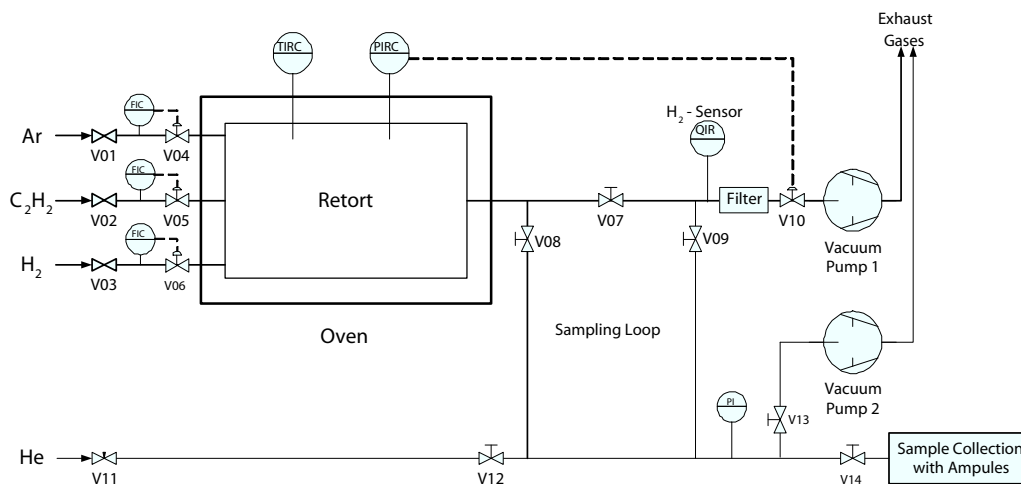 Exhaust
Gases
TIRC
PIRC
FIC
H2 - Sensor
QIR
Ar
V01
V04
FIC
C2H2
V02
V05
Retort
V07
Filter
V10
FIC
V08
V09
Vacuum
Pump 1
H2
V03
V06
Oven
Sampling Loop
Vacuum
Pump 2
PI
V13
He
V11
V12
V14
Sample Collection
with Ampules